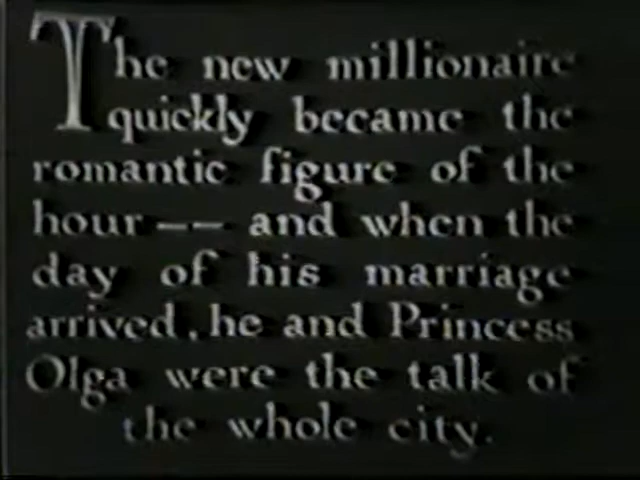 The new millionaire
quickly became the
romantic figure of the
hour -- and when the
day of his marriage
arrived, he and Princess
Olga were the talk of
the whole city.